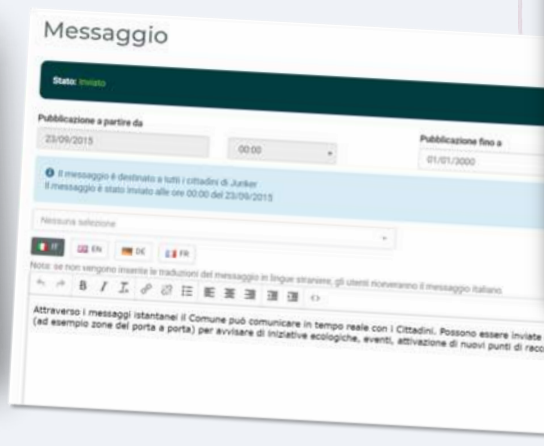 Messaggio
Stato: Inviato
Pubblicazione a partire da
Pubblicazione fino a
23/09/2015
00:00
01/01/3000
Il messaggio è destinato a tutti i cittadini di Junker
Il messaggio è stato inviato alle ore 00:00 del 23/09/2015
Nessuna selezione
IT EN DE FR
Note: se non vengono inserite le traduzioni del messaggio in lingue straniere, gli utenti riceveranno il messaggio italiano.
Attraverso i messaggi istantanei il Comune può comunicare in tempo reale con i Cittadini. Possono essere inviate
(ad esempio zone del porta a porta) per avvisare di iniziative ecologiche, eventi, attivazione di nuovi punti di racco